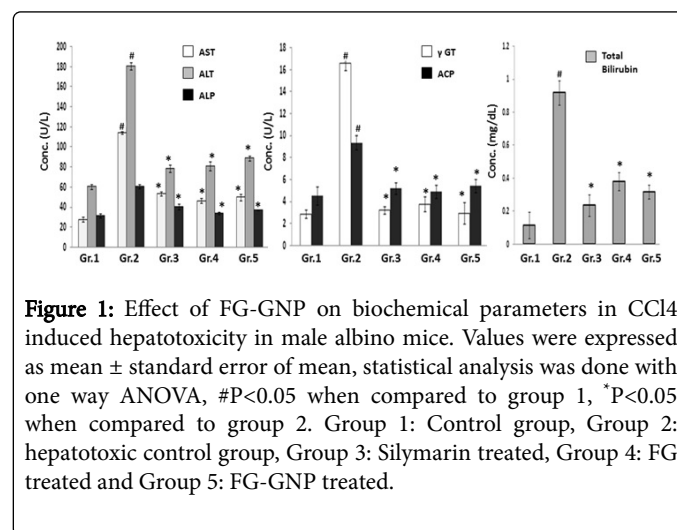 200
180
160
140
120
100
80
60
40
20
0
Conc. (U/L)
AST
ALT
ALP
#
#
* * *
* * *
* * *
Gr.1 Gr.2 Gr.3 Gr.4 Gr.5
18
16
14
12
10
8
6
4
2
0
Conc. (U/L)
γ GT
ACP
#
#
* *
* *
* *
Gr.1 Gr.2 Gr.3 Gr.4 Gr.5
1.2
1
0.8
0.6
0.4
0.2
0
Conc. (mg/dL)
Total
Bilirubin
#
* * *
Gr.1 Gr.2 Gr.3 Gr.4 Gr.5
Figure 1: Effect of FG-GNP on biochemical parameters in CCl4
induced hepatotoxicity in male albino mice. Values were expressed
as mean ± standard error of mean, statistical analysis was done with
one way ANOVA, #P<0.05 when compared to group 1, *P<0.05
when compared to group 2. Group 1: Control group, Group 2:
hepatotoxic control group, Group 3: Silymarin treated, Group 4: FG
treated and Group 5: FG-GNP treated.